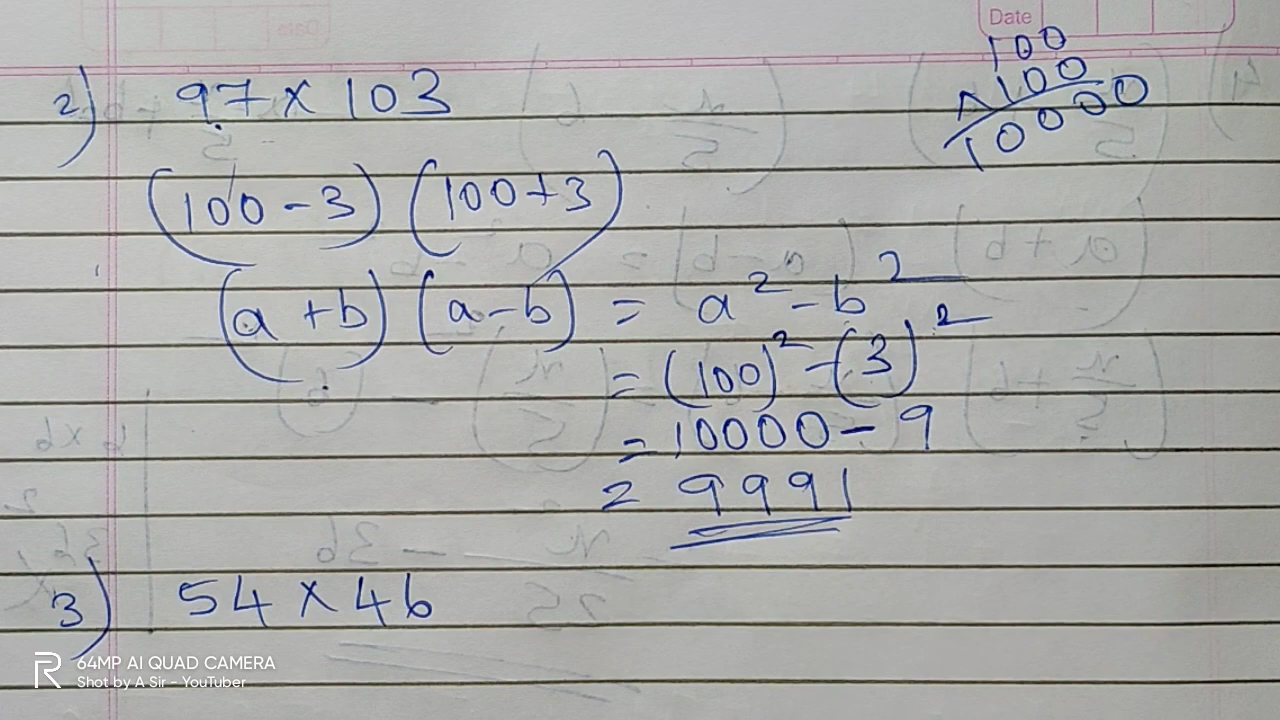 Date
100
×100
10000
2) 97 × 103
(100 - 3) (100 + 3)
(a + b) (a - b) = a² - b²
= (100)² - (3)²
= 10000 - 9
= 9991
3) 54 × 46
64MP AI QUAD CAMERA
Shot by A Sir - YouTuber